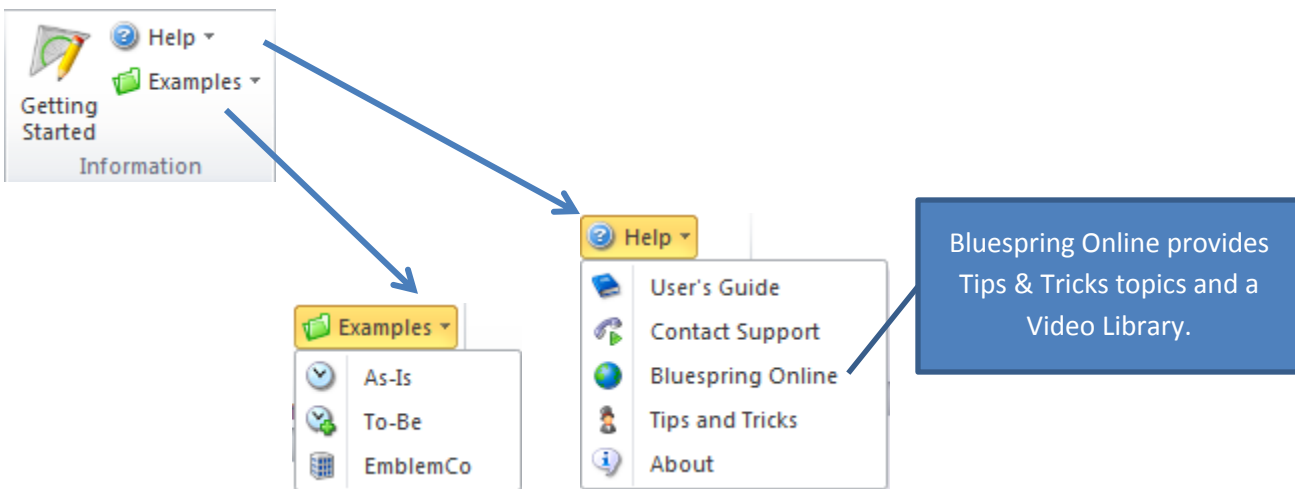 Help
Examples
Getting
Started
Information
Help
User's Guide
Contact Support
Bluespring Online
Tips and Tricks
About
Bluespring Online provides
Tips & Tricks topics and a
Video Library.
Examples
As-Is
To-Be
EmblemCo